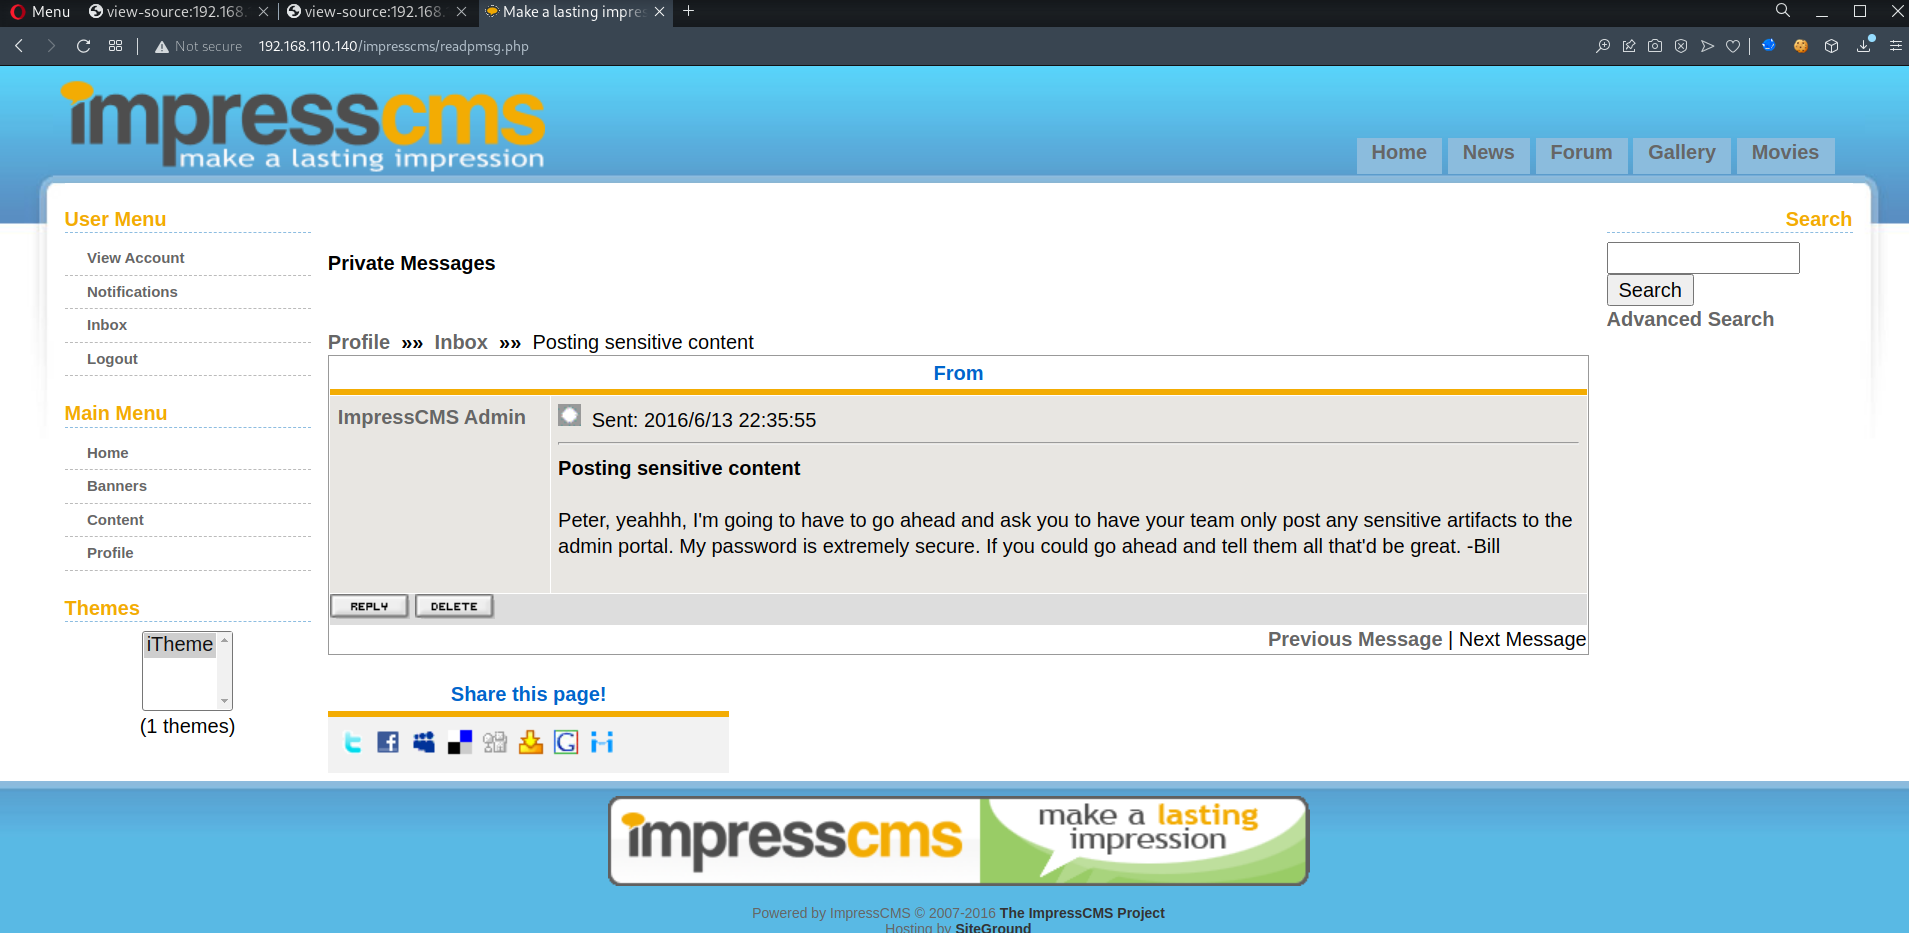 Menu
view-source:192.168.
view-source:192.168.
Make a lasting impre
Not secure 192.168.110.140/impresscms/readpmsg.php
impresscms
make a lasting impression
Home
News
Forum
Gallery
Movies
User Menu
View Account
Notifications
Inbox
Logout
Main Menu
Home
Banners
Content
Profile
Themes
iTheme
(1 themes)
Private Messages
Profile »» Inbox »» Posting sensitive content
From
ImpressCMS Admin
Sent: 2016/6/13 22:35:55
Posting sensitive content
Peter, yeahhh, I'm going to have to go ahead and ask you to have your team only post any sensitive artifacts to the
admin portal. My password is extremely secure. If you could go ahead and tell them all that'd be great. -Bill
REPLY
DELETE
Previous Message | Next Message
Share this page!
Search
Search
Advanced Search
impresscms
make a lasting
impression
Powered by ImpressCMS © 2007-2016 The ImpressCMS Project
Hosting by SiteGround